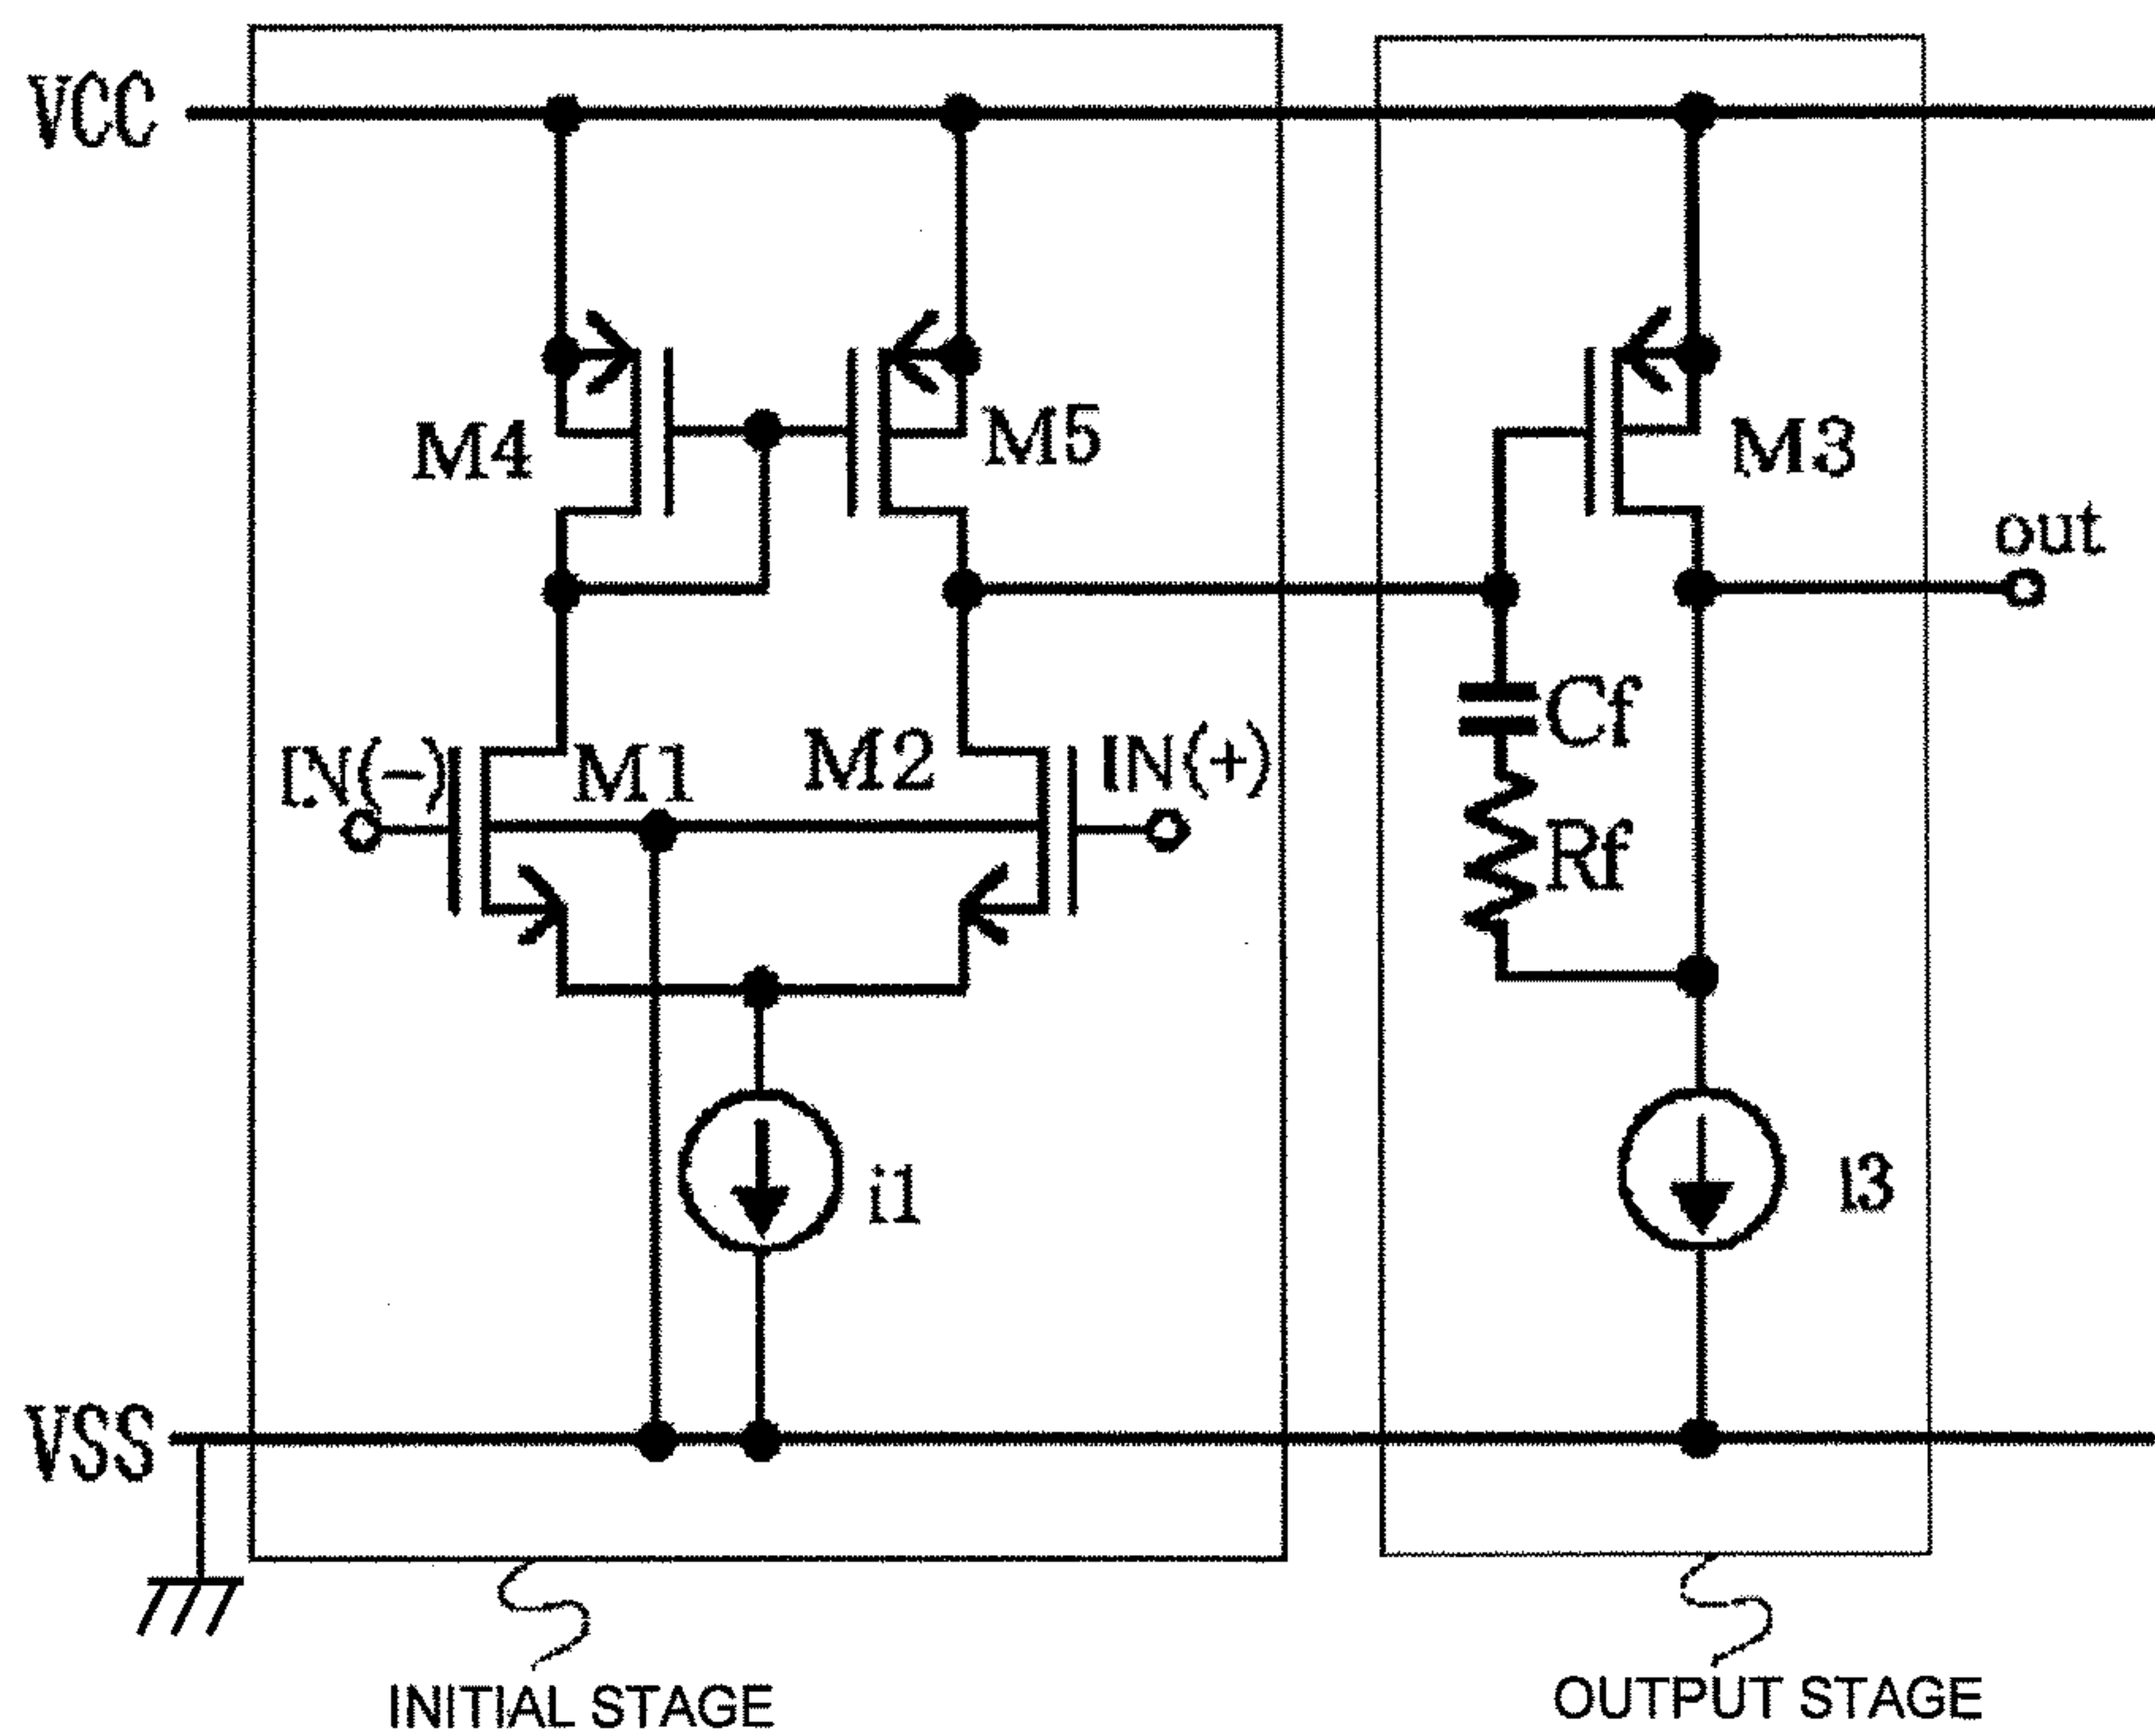 VCC
M4
M5
M3
out
IN(−)
M1
M2
IN(+)
Cf
Rf
i1
i3
VSS
INITIAL STAGE
OUTPUT STAGE